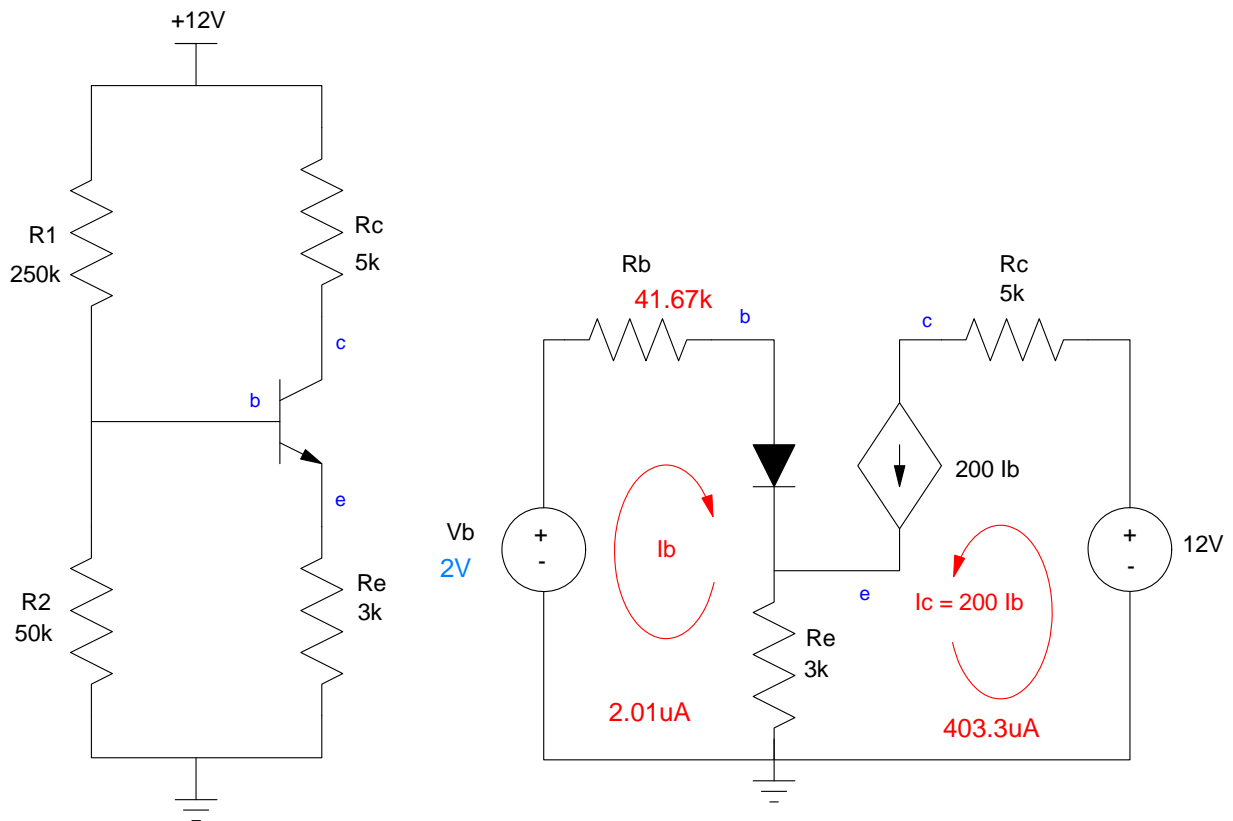 +12V
R1
250k
Rc
5k
c
b
e
R2
50k
Re
3k
Rb
41.67k
b
c
Rc
5k
200 Ib
Vb
2V
+
-
Ib
e
Ic = 200 Ib
+
-
12V
Re
3k
2.01uA
403.3uA